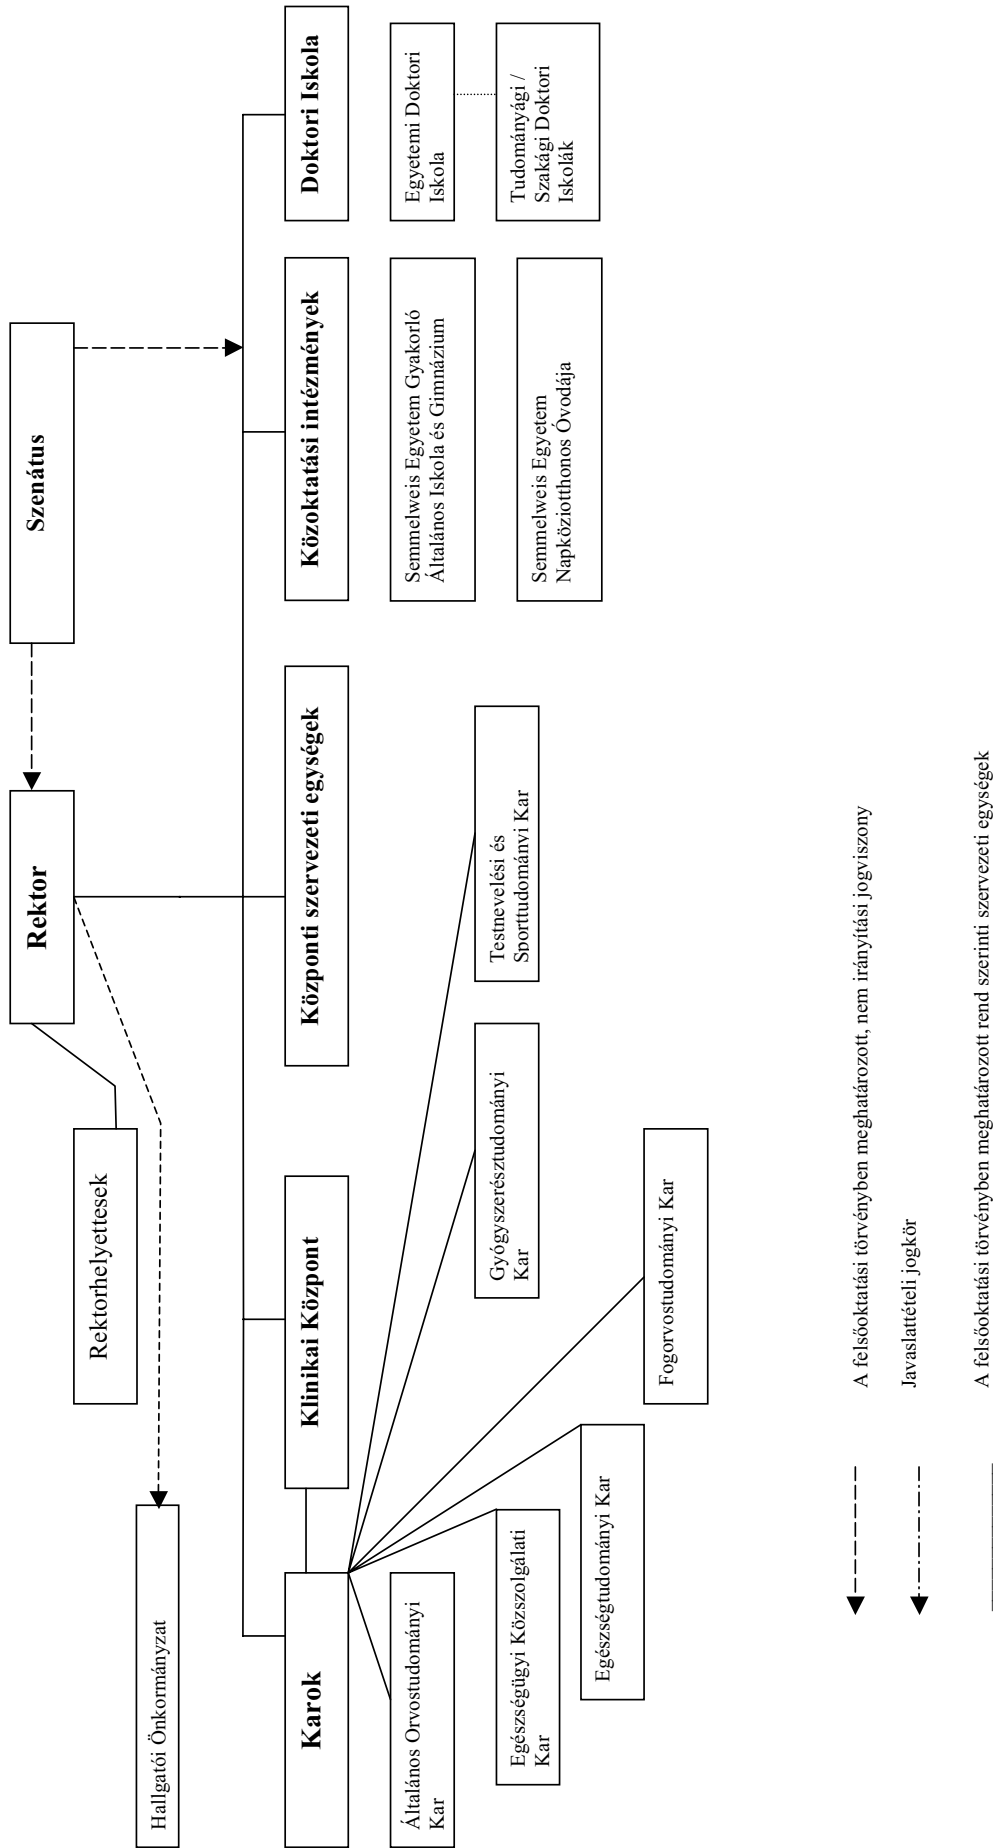 Szenátus
Rektor
Rektorhelyettesek
Hallgatói Önkormányzat
Karok
Klinikai Központ
Központi szervezeti egységek
Közoktatási intézmények
Doktori Iskola
Általános Orvostudományi
Kar
Egészségügyi Közszolgálati
Kar
Egészségtudományi Kar
Fogorvostudományi Kar
Gyógyszerésztudományi
Kar
Testnevelési és
Sporttudományi Kar
Semmelweis Egyetem Gyakorló
Általános Iskola és Gimnázium
Semmelweis Egyetem
Napköziotthonos Óvodája
Egyetemi Doktori
Iskola
Tudományági /
Szakági Doktori
Iskolák
A felsőoktatási törvényben meghatározott, nem irányítási jogviszony
Javaslattételi jogkör
A felsőoktatási törvényben meghatározott rend szerinti szervezeti egységek